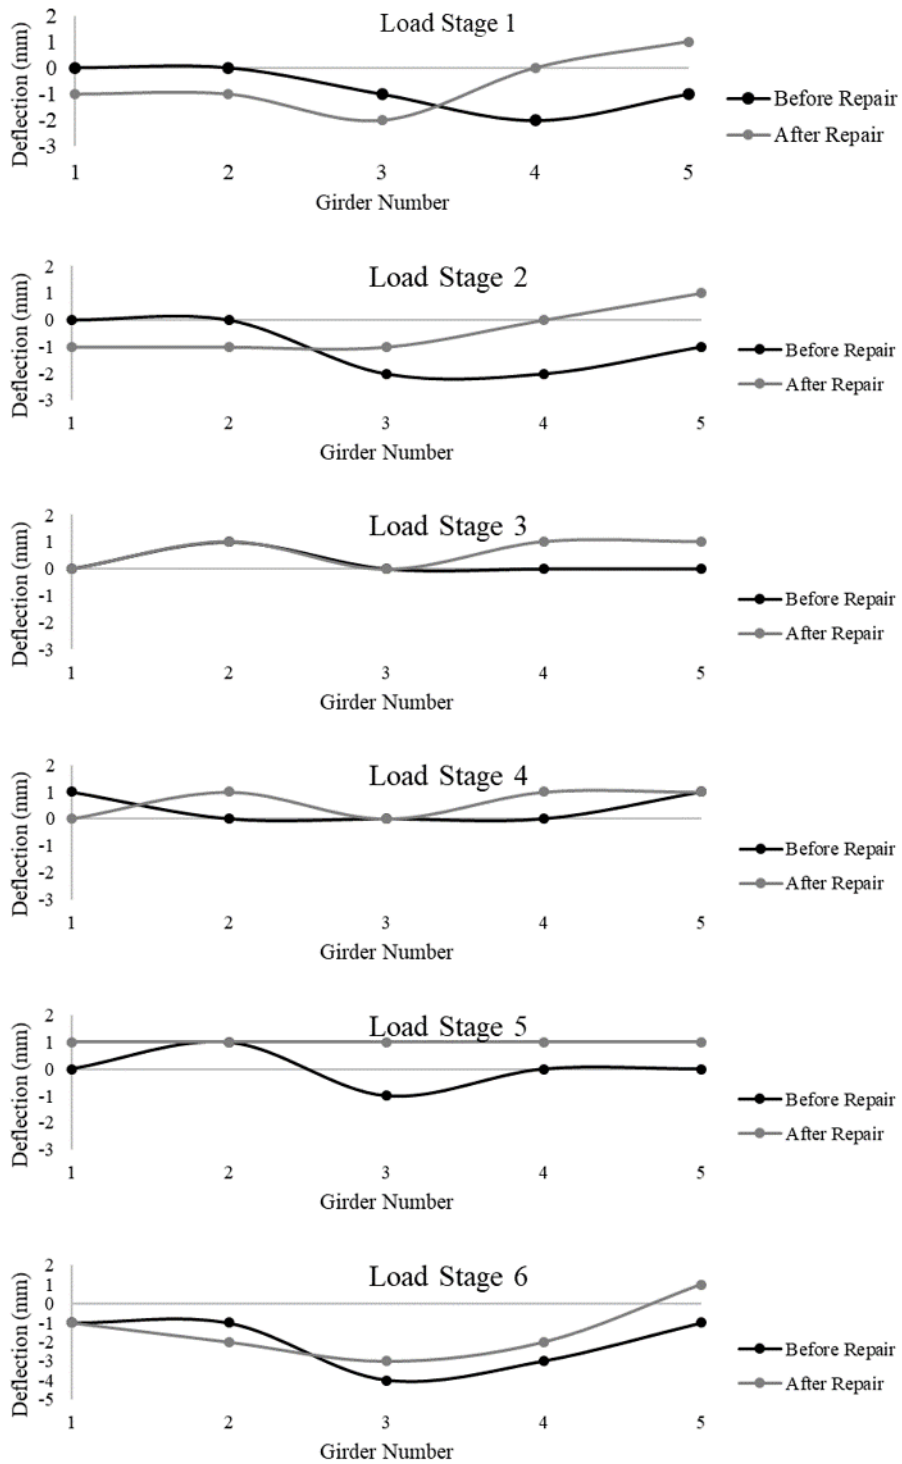 Load Stage 1
Deflection (mm)
2
1
0
-1
-2
-3
1 2 3 4 5
Girder Number
Before Repair
After Repair
Load Stage 2
Deflection (mm)
2
1
0
-1
-2
-3
1 2 3 4 5
Girder Number
Before Repair
After Repair
Load Stage 3
Deflection (mm)
2
1
0
-1
-2
-3
1 2 3 4 5
Girder Number
Before Repair
After Repair
Load Stage 4
Deflection (mm)
2
1
0
-1
-2
-3
1 2 3 4 5
Girder Number
Before Repair
After Repair
Load Stage 5
Deflection (mm)
2
1
0
-1
-2
-3
1 2 3 4 5
Girder Number
Before Repair
After Repair
Load Stage 6
Deflection (mm)
2
1
0
-1
-2
-3
-4
-5
1 2 3 4 5
Girder Number
Before Repair
After Repair